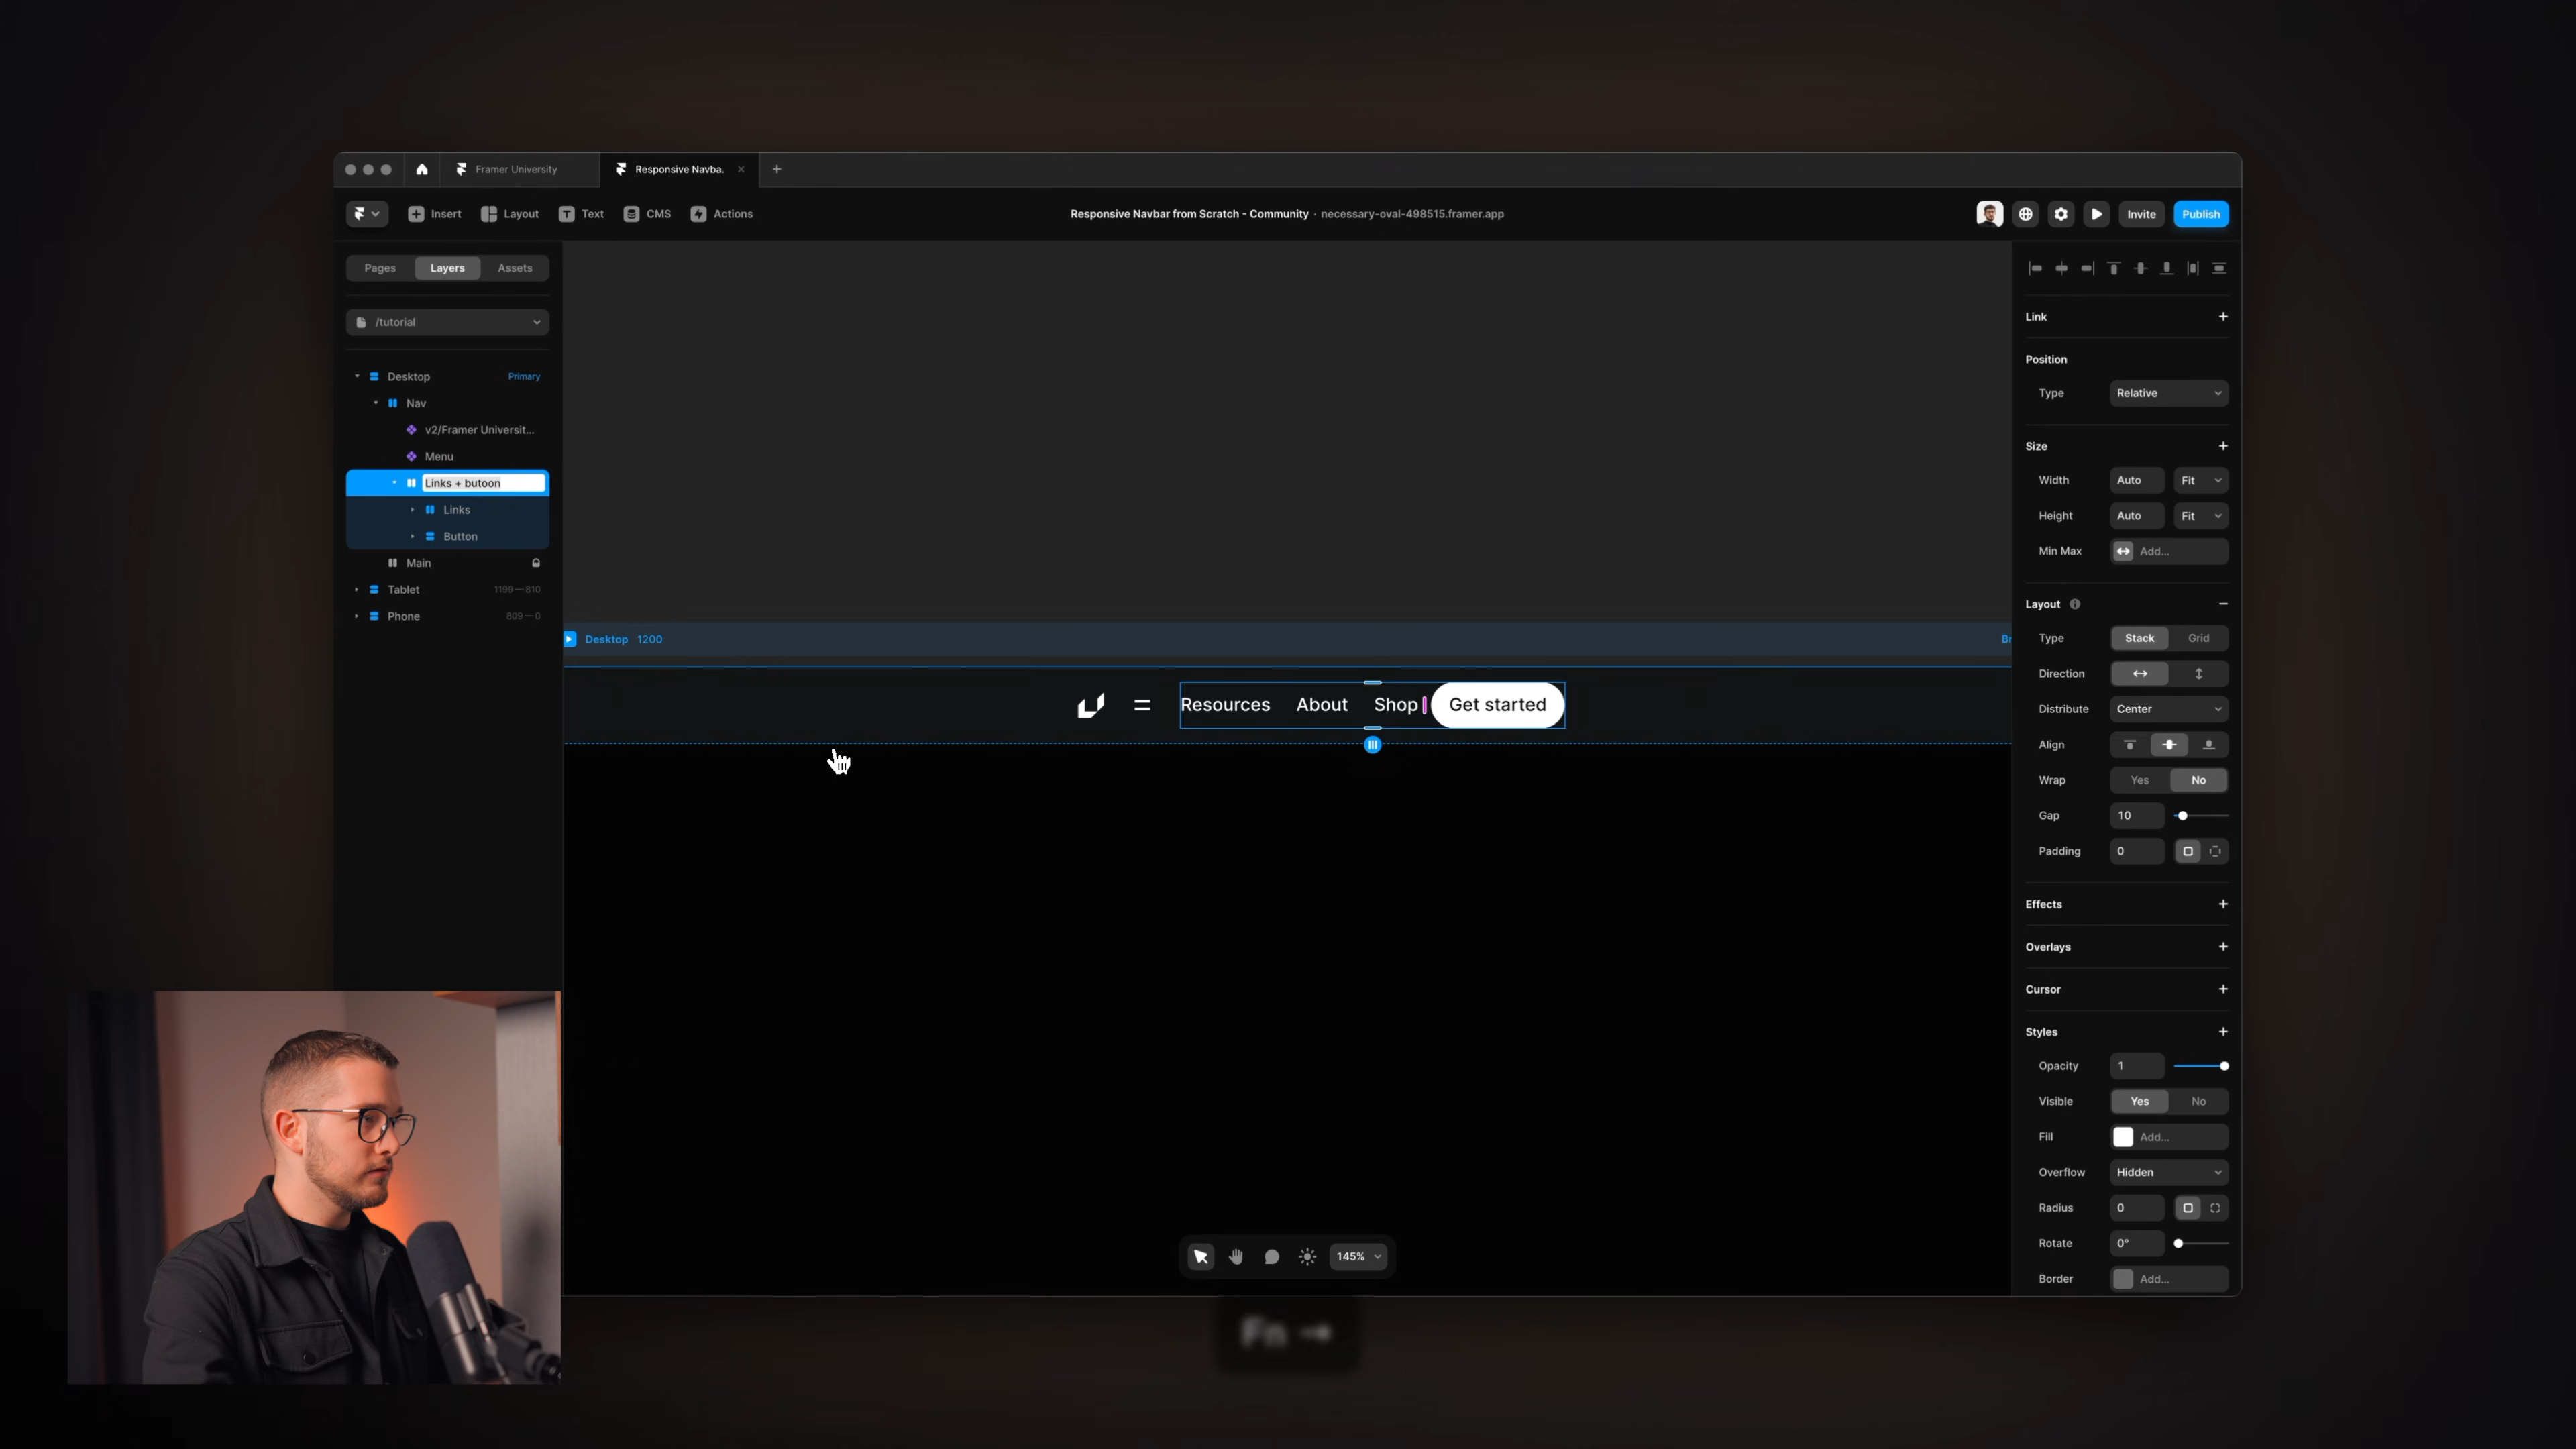 Framer University
Responsive Navba.
Insert
Layout
Text
CMS
Actions
Responsive Navbar from Scratch - Community · necessary-oval-498515.framer.app
Invite
Publish
Pages
Layers
Assets
/tutorial
Desktop
Primary
Nav
v2/Framer Universit...
Menu
Links + butoon
Links
Button
Main
Tablet
1199—810
Phone
809—0
Desktop 1200
Br
Resources
About
Shop
Get started
145%
Fn →
Link
Position
Type
Relative
Size
Width
Auto
Fit
Height
Auto
Fit
Min Max
Add...
Layout
Type
Stack
Grid
Direction
Distribute
Center
Align
Wrap
Yes
No
Gap
10
Padding
0
Effects
Overlays
Cursor
Styles
Opacity
1
Visible
Yes
No
Fill
Add...
Overflow
Hidden
Radius
0
Rotate
0°
Border
Add...